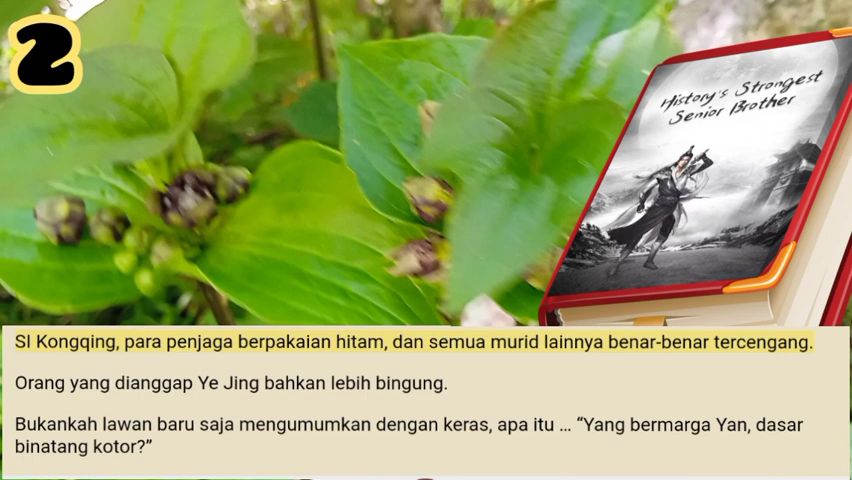 2
History's Strongest
Senior Brother
SI Kongqing, para penjaga berpakaian hitam, dan semua murid lainnya benar-benar tercengang.
Orang yang dianggap Ye Jing bahkan lebih bingung.
Bukankah lawan baru saja mengumumkan dengan keras, apa itu ... “Yang bermarga Yan, dasar
binatang kotor?”